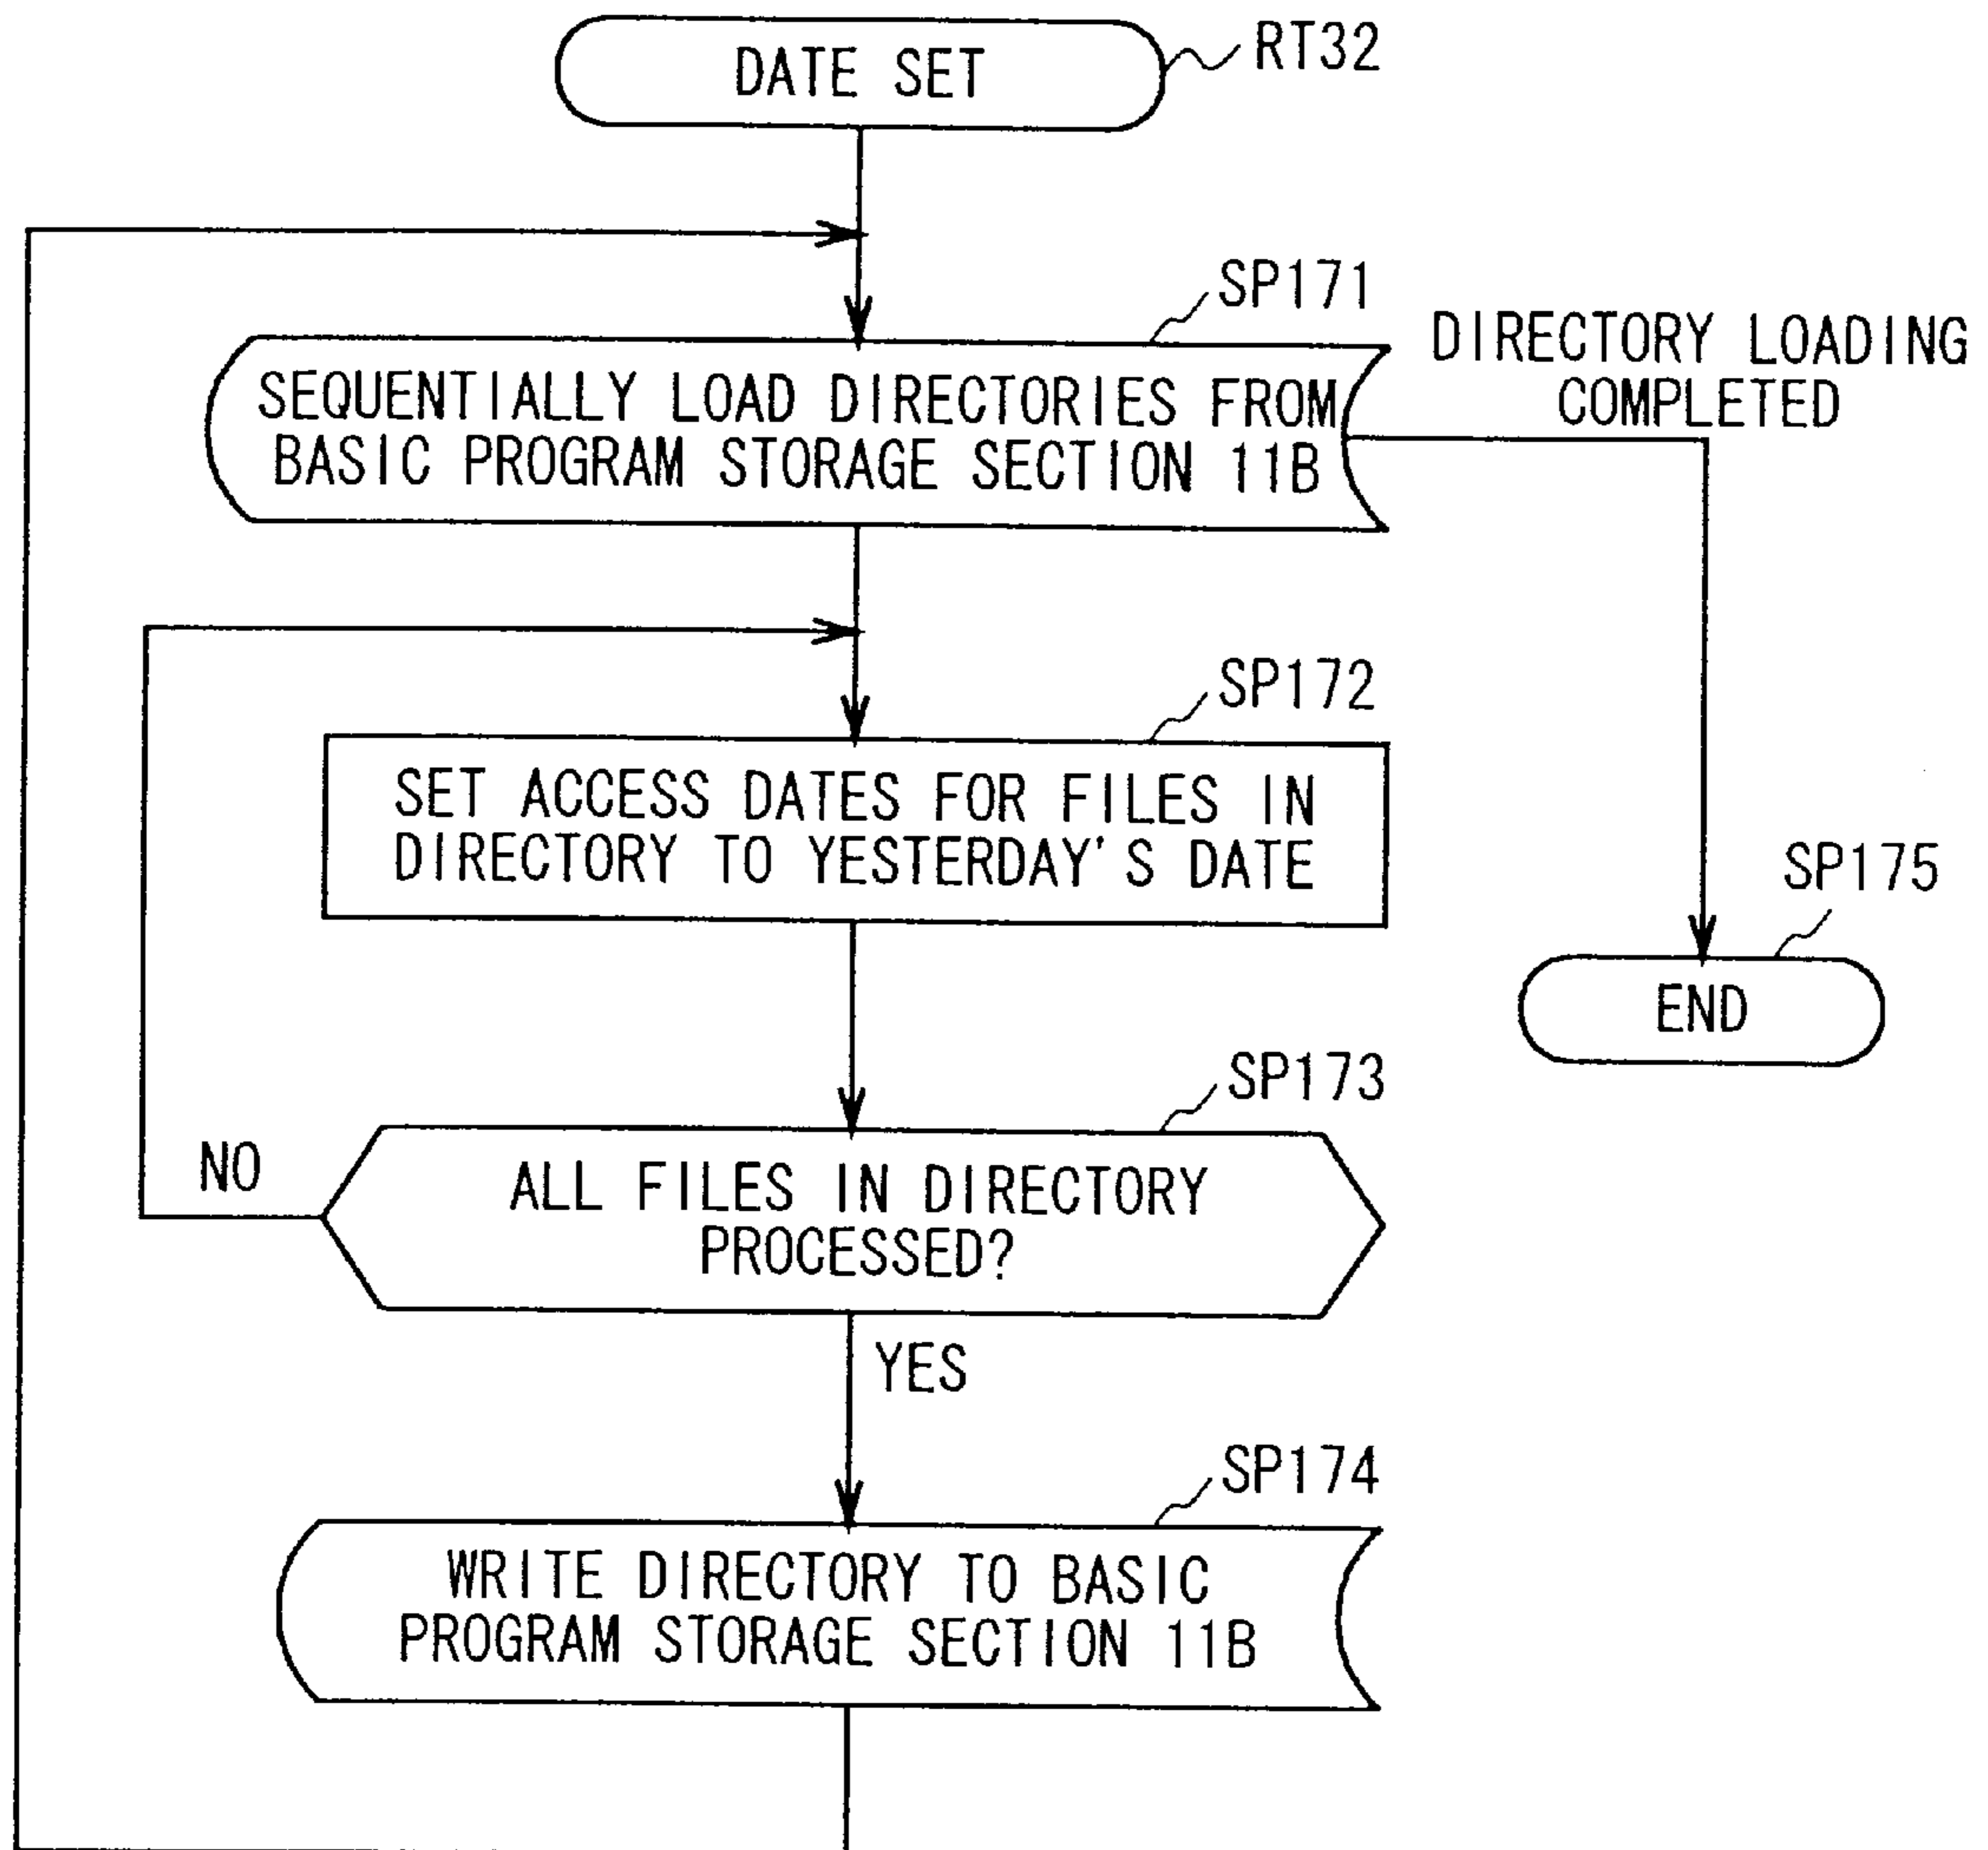 DATE SET
RT32
SP171
DIRECTORY LOADING
COMPLETED
SEQUENTIALLY LOAD DIRECTORIES FROM
BASIC PROGRAM STORAGE SECTION 11B
SP172
SET ACCESS DATES FOR FILES IN
DIRECTORY TO YESTERDAY'S DATE
SP175
END
SP173
NO
ALL FILES IN DIRECTORY
PROCESSED?
YES
SP174
WRITE DIRECTORY TO BASIC
PROGRAM STORAGE SECTION 11B